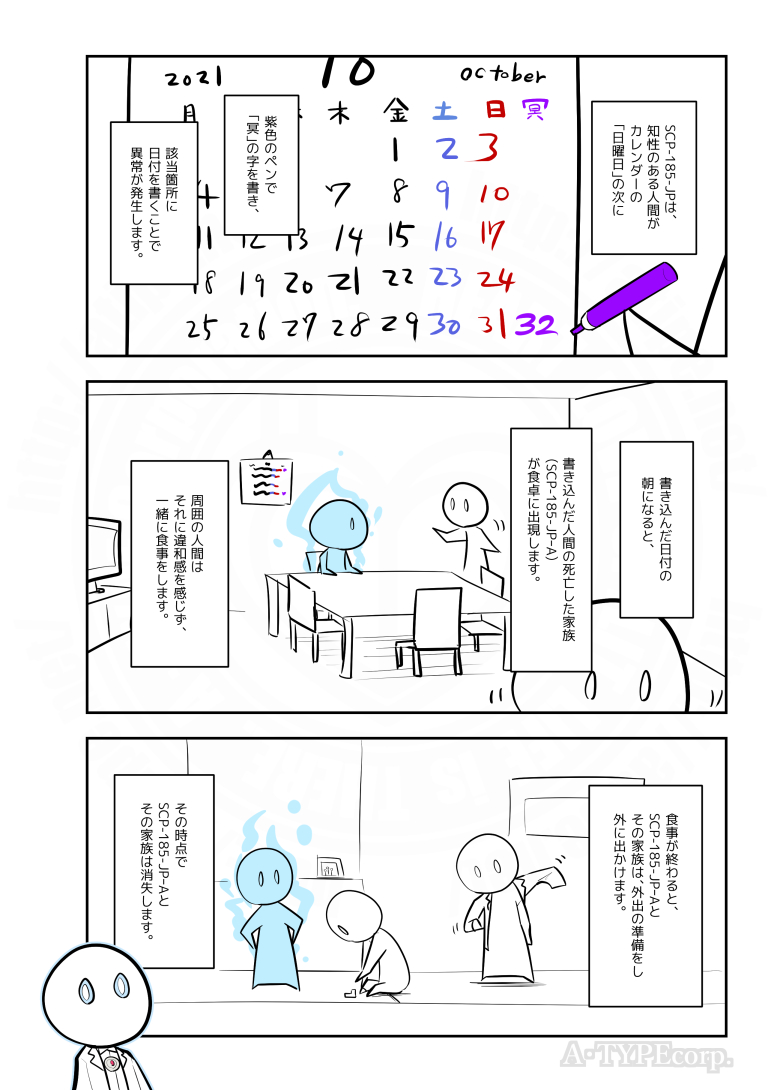 2021 10 October
月 木 金 土 日 冥
1 2 3
7 8 9 10
11 12 13 14 15 16 17
18 19 20 21 22 23 24
25 26 27 28 29 30 31 32
SCP-185-JPは、
知性のある人間が
カレンダーの
「日曜日」の次に
紫色のペンで
「冥」の字を書き、
該当箇所に
日付を書くことで
異常が発生します。
書き込んだ日付の
朝になると、
書き込んだ人間の死亡した家族
(SCP-185-JP-A)
が食卓に出現します。
周囲の人間は
それに違和感を感じず、
一緒に食事をします。
食事が終わると、
SCP-185-JP-Aと
その家族は、外出の準備をし
外に出かけます。
その時点で
SCP-185-JP-Aと
その家族は消失します。
A-TYPEcorp.